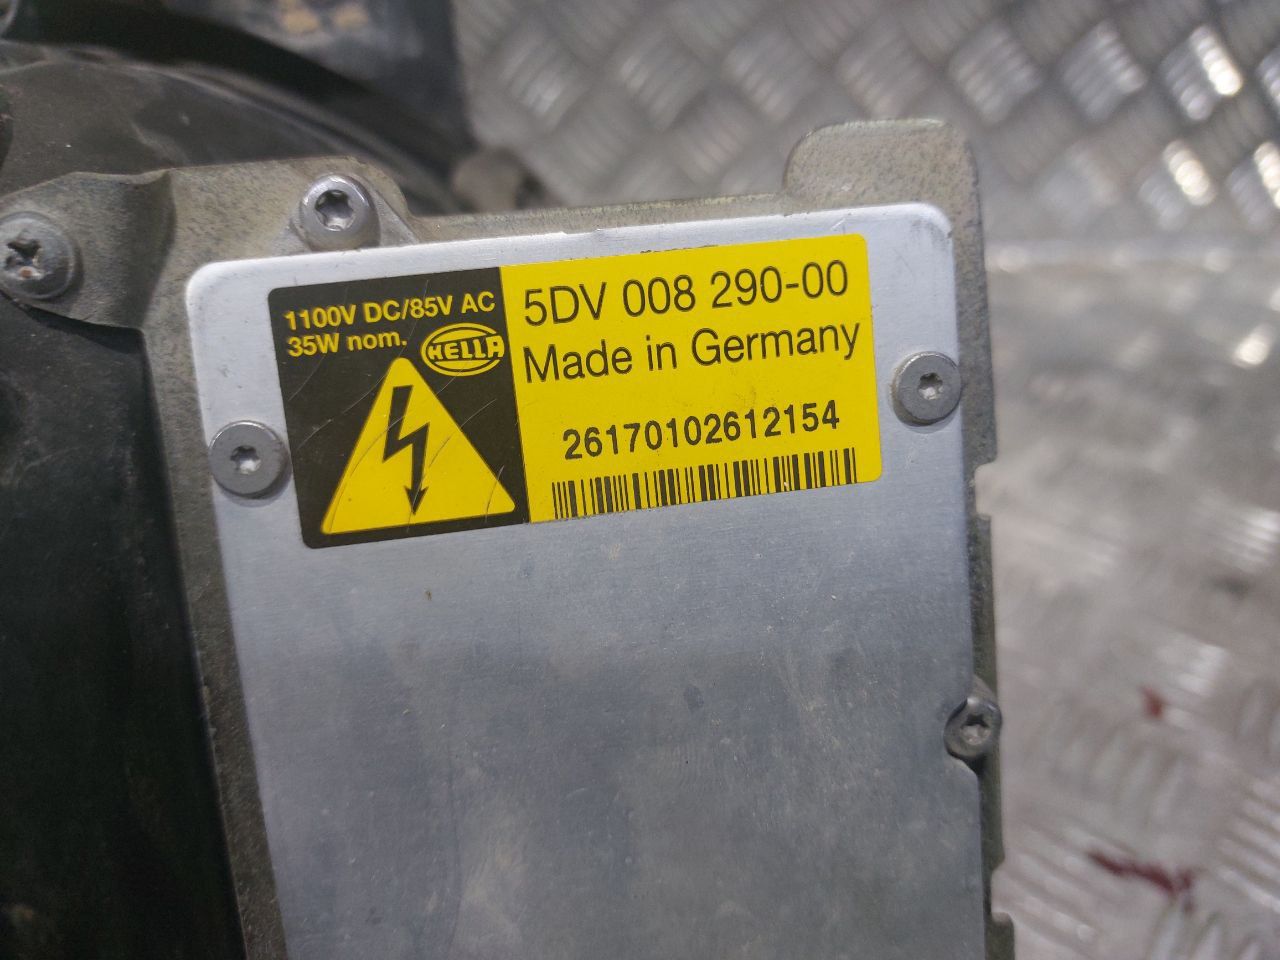 1100V DC/85V AC
35W nom.
HELLA
5DV 008 290-00
Made in Germany
26170102612154